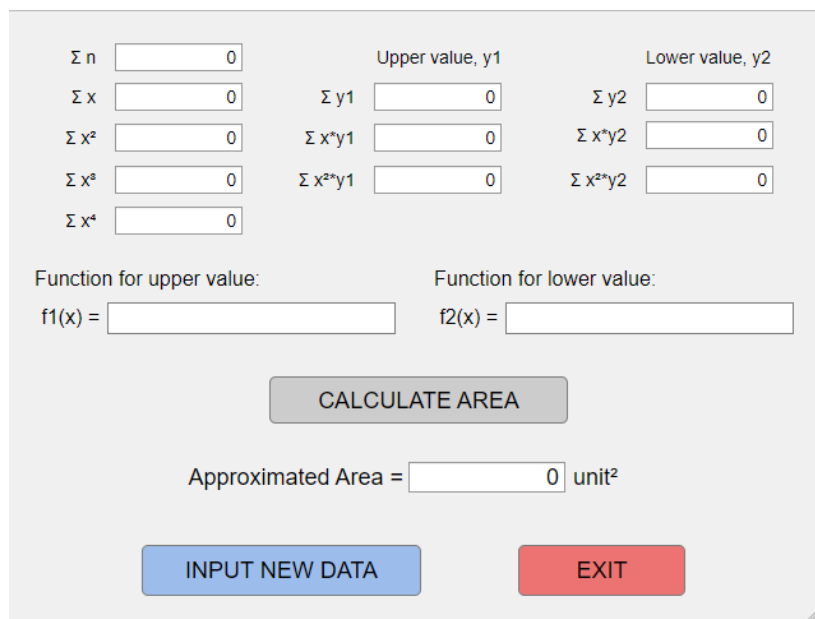 Σ n 0 Upper value, y1 Lower value, y2
Σ x 0 Σ y1 0 Σ y2 0
Σ x² 0 Σ x*y1 0 Σ x*y2 0
Σ x³ 0 Σ x²*y1 0 Σ x²*y2 0
Σ x⁴ 0
Function for upper value: Function for lower value:
f1(x) = f2(x) =
CALCULATE AREA
Approximated Area = 0 unit²
INPUT NEW DATA EXIT